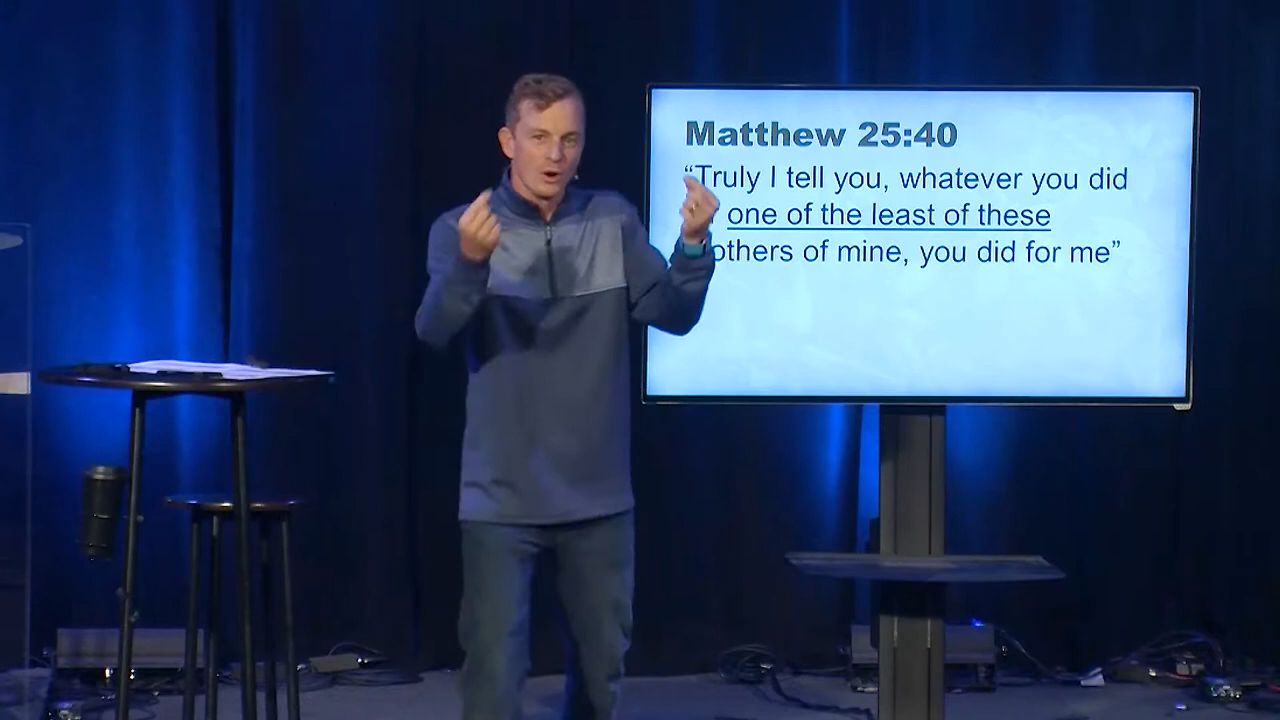 Matthew 25:40
“Truly I tell you, whatever you did
one of the least of these
others of mine, you did for me”